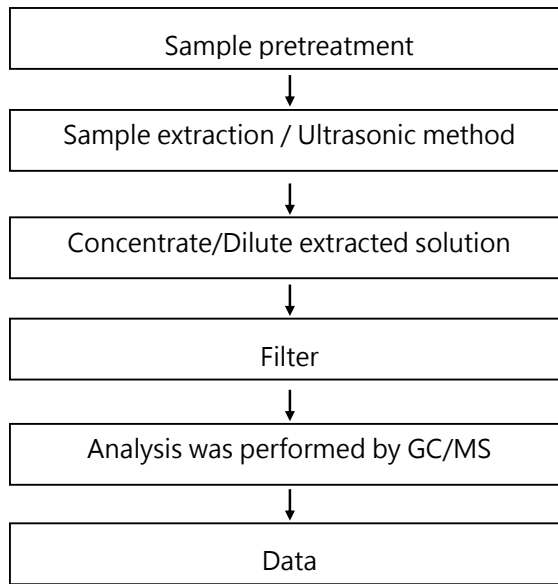 Sample pretreatment
Sample extraction / Ultrasonic method
Concentrate/Dilute extracted solution
Filter
Analysis was performed by GC/MS
Data